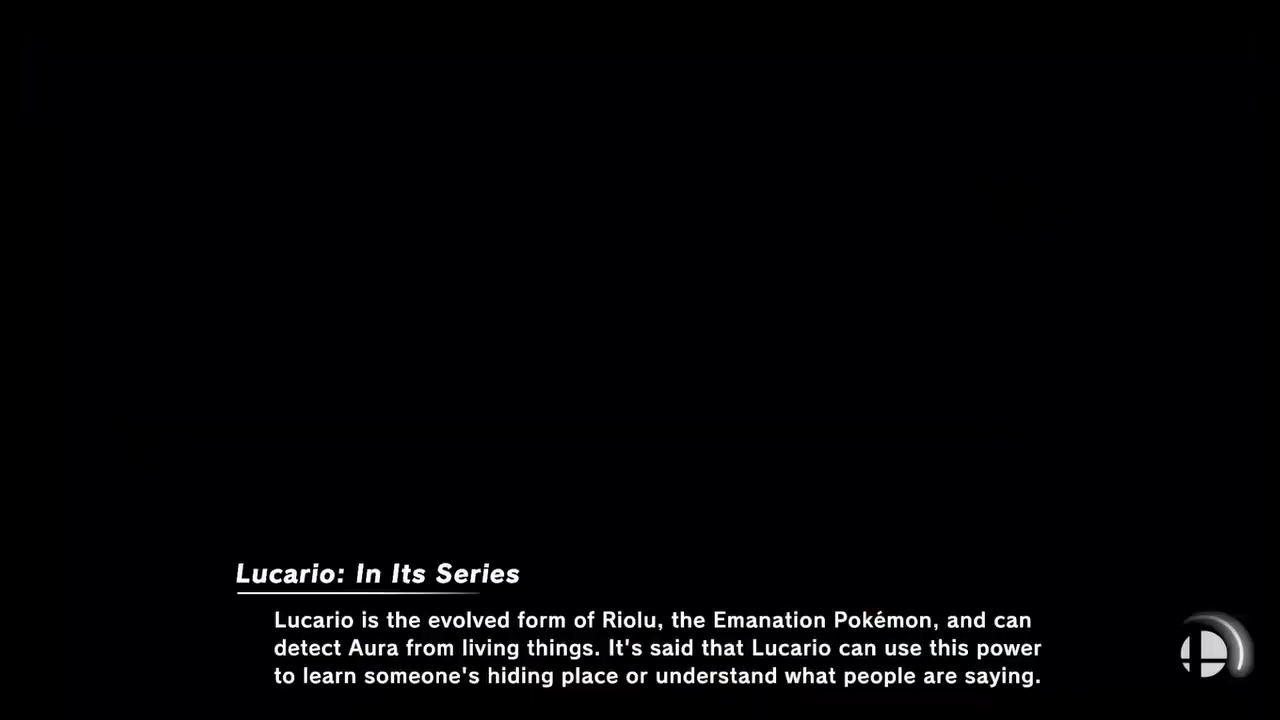 Lucario: In Its Series
Lucario is the evolved form of Riolu, the Emanation Pokémon, and can
detect Aura from living things. It's said that Lucario can use this power
to learn someone's hiding place or understand what people are saying.